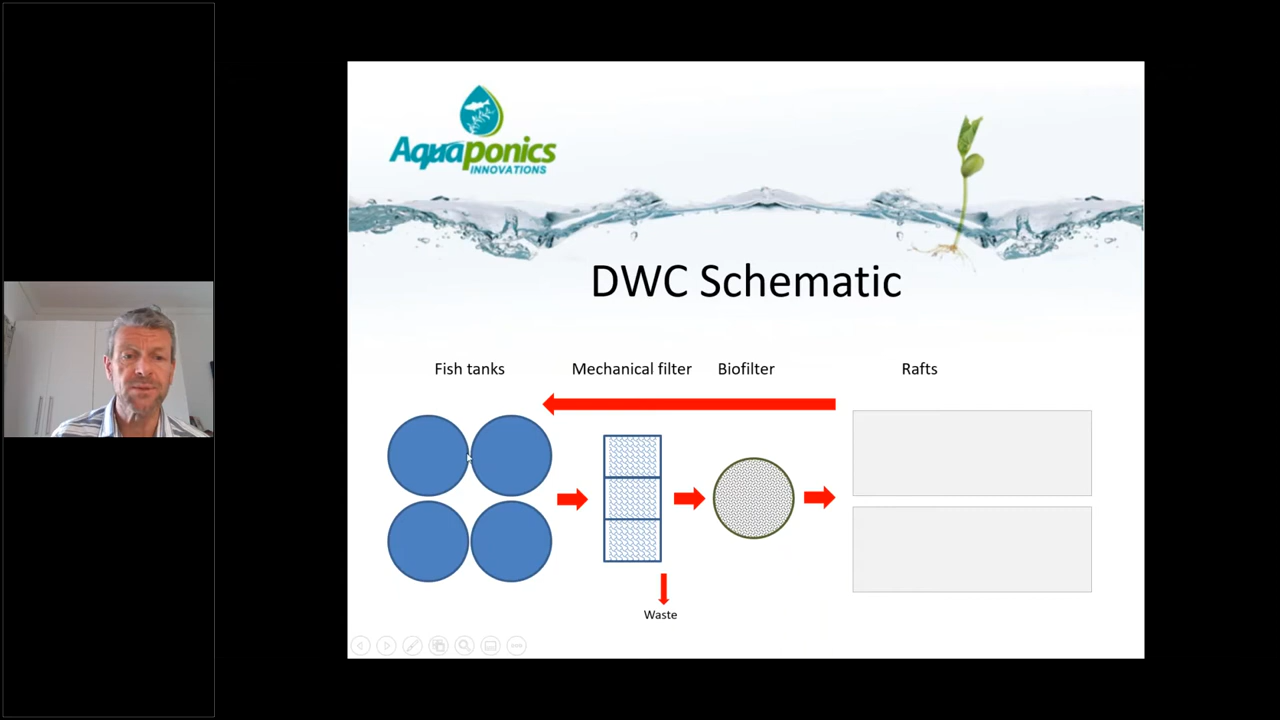 Aquaponics
INNOVATIONS
DWC Schematic
Fish tanks
Mechanical filter
Biofilter
Rafts
Waste